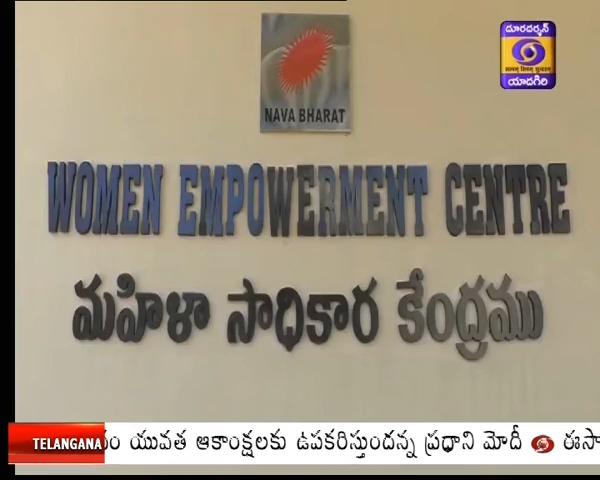 దూరదర్శన్
యాదగిరి
NAVA BHARAT
WOMEN EMPOWERMENT CENTRE
మహిళా సాధికార కేంద్రము
TELANGANA
యువత ఆకాంక్షలకు ఉపకరిస్తుందన్న ప్రధాని మోదీ